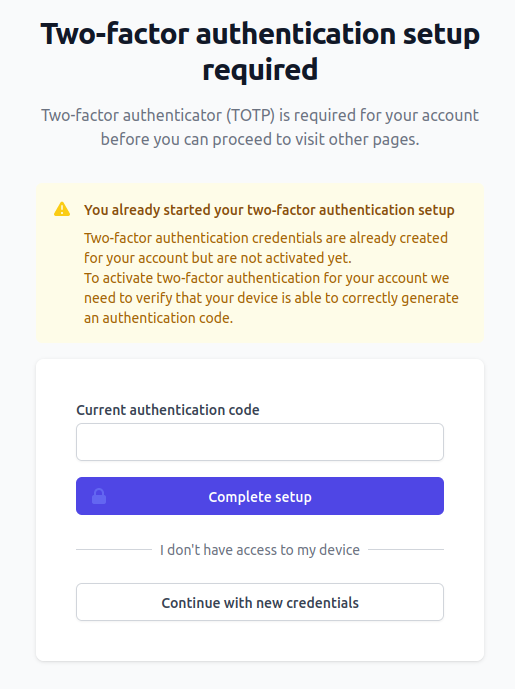 Two-factor authentication setup
required
Two-factor authenticator (TOTP) is required for your account
before you can proceed to visit other pages.
You already started your two-factor authentication setup
Two-factor authentication credentials are already created
for your account but are not activated yet.
To activate two-factor authentication for your account we
need to verify that your device is able to correctly generate
an authentication code.
Current authentication code
Complete setup
I don't have access to my device
Continue with new credentials